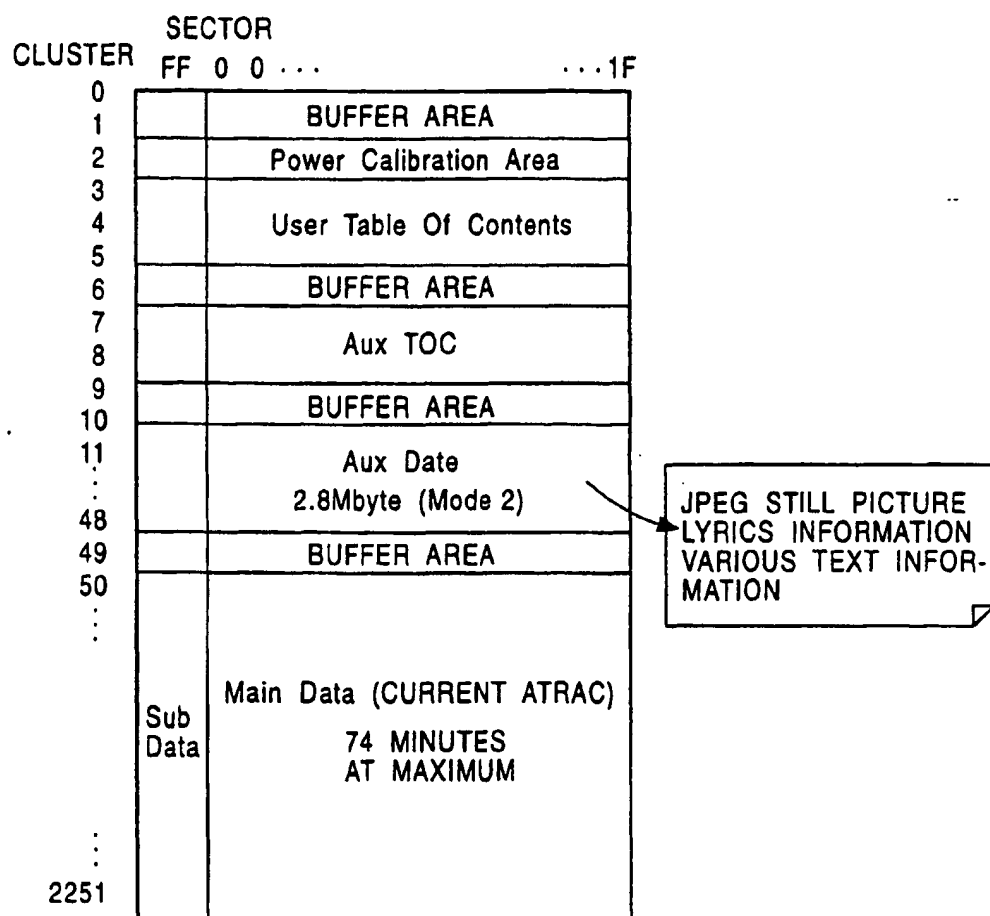 SECTOR
CLUSTER
FF 0 0 ··· ···1F
0
1
BUFFER AREA
2
Power Calibration Area
3
4
User Table Of Contents
5
6
BUFFER AREA
7
8
Aux TOC
9
10
BUFFER AREA
11
Aux Date
2.8Mbyte (Mode 2)
48
49
BUFFER AREA
50
JPEG STILL PICTURE
LYRICS INFORMATION
VARIOUS TEXT INFOR-
MATION
Sub
Data
Main Data (CURRENT ATRAC)
74 MINUTES
AT MAXIMUM
2251